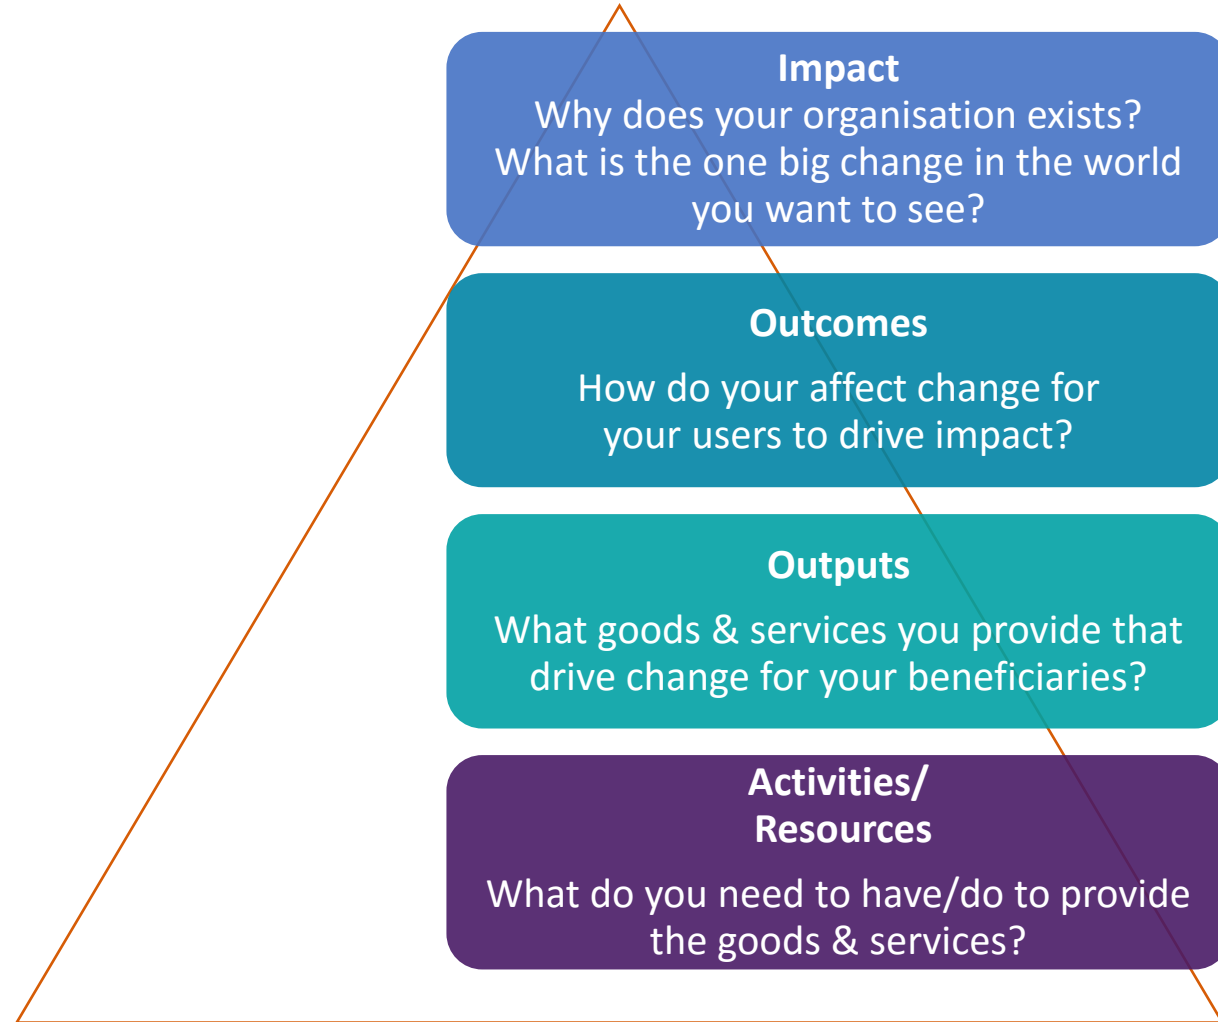 Impact
Why does your organisation exists?
What is the one big change in the world
you want to see?
Outcomes
How do your affect change for
your users to drive impact?
Outputs
What goods & services you provide that
drive change for your beneficiaries?
Activities/
Resources
What do you need to have/do to provide
the goods & services?